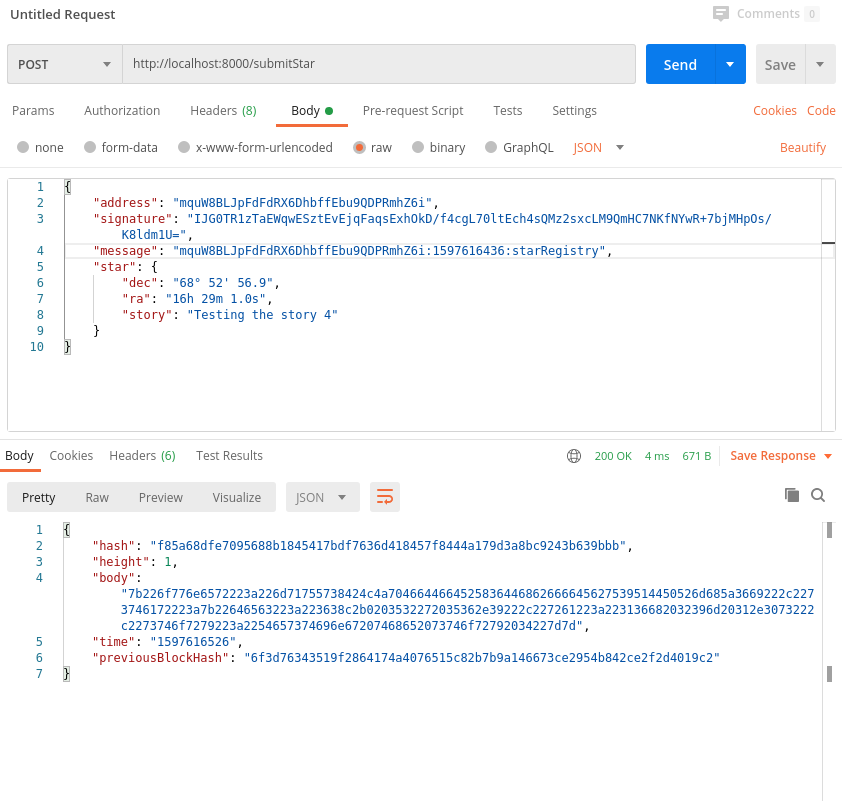 Untitled Request
Comments 0
POST
http://localhost:8000/submitStar
Send
Save
Params Authorization Headers (8) Body Pre-request Script Tests Settings Cookies Code
none form-data x-www-form-urlencoded raw binary GraphQL JSON Beautify
1 {
2 "address": "mquW8BLJpFdFdRX6DhbffEbu9QDPRmhZ6i",
3 "signature": "IJG0TR1zTaEWqwESztEvEjqFaqsExhOkD/f4cgL70ltEch4sQMz2sxcLM9QmHC7NKfNYwR+7bjMHpOs/
K8ldm1U=",
4 "message": "mquW8BLJpFdFdRX6DhbffEbu9QDPRmhZ6i:1597616436:starRegistry",
5 "star": {
6 "dec": "68° 52' 56.9",
7 "ra": "16h 29m 1.0s",
8 "story": "Testing the story 4"
9 }
10 }
Body Cookies Headers (6) Test Results 200 OK 4 ms 671 B Save Response
Pretty Raw Preview Visualize JSON
1 {
2 "hash": "f85a68dfe7095688b1845417bdf7636d418457f8444a179d3a8bc9243b639bbb",
3 "height": 1,
4 "body":
"7b226f776e6572223a226d71755738424c4a704664466452583644686266664562753951445052​6d685a3669222c227
3746172223a7b22646563223a223638c2b0203532272035362e39222c227261223a223136682032396d20312e3073222
c2273746f7279223a2254657374696e67207468652073746f72792034227d7d",
5 "time": "1597616526",
6 "previousBlockHash": "6f3d76343519f2864174a4076515c82b7b9a146673ce2954b842ce2f2d4019c2"
7 }